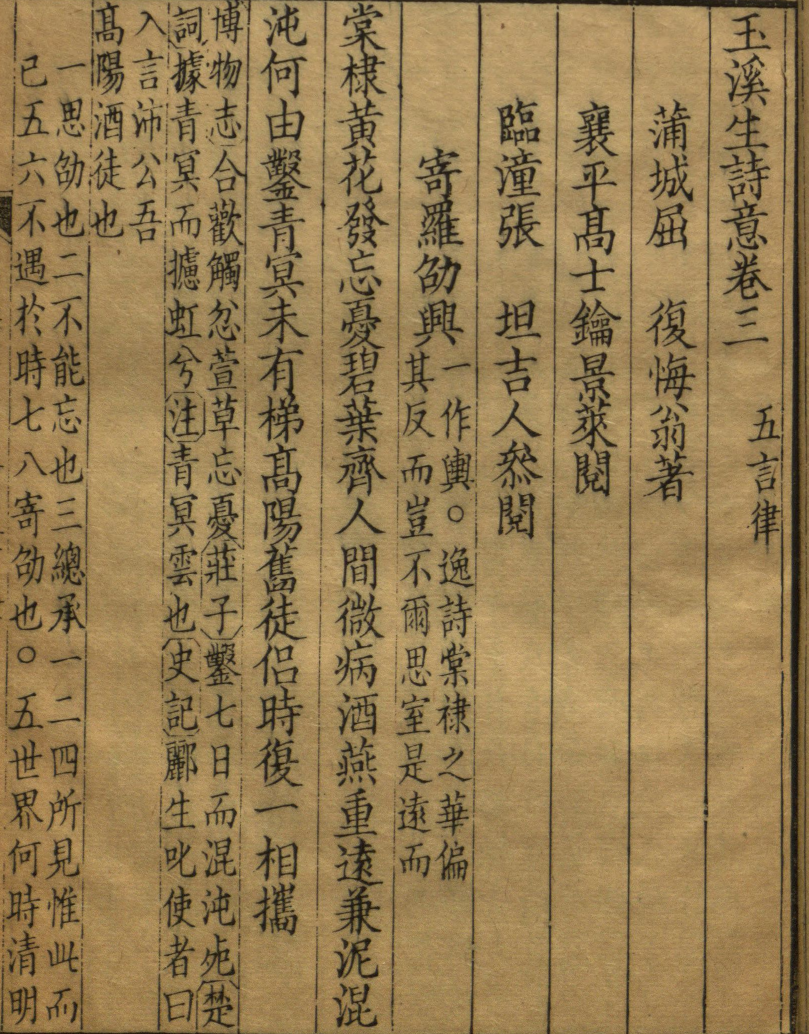 玉溪生詩意卷三　五言律
蒲城屈　復悔翁著
襄平髙士鑰景萊閱
臨潼張　坦吉人叅閱
寄羅劭興一作輿。逸詩棠棣之華偏
其反而豈不爾思室是遠而
棠棣黄花發忘憂碧葉齊人間微病酒燕重遠兼泥混
沌何由鑿青冥未有梯髙陽舊徒侣時復一相攜
博物志合歡觸忿萱草忘憂莊子鑿七日而混沌死楚
詞據青冥而攄虹兮注青冥雲也史記酈生叱使者曰
入言沛公吾
髙陽酒徒也
一思劭也二不能忘也三總承一二四所見惟此而
已五六不遇於時七八寄劭也。五世界何時清明